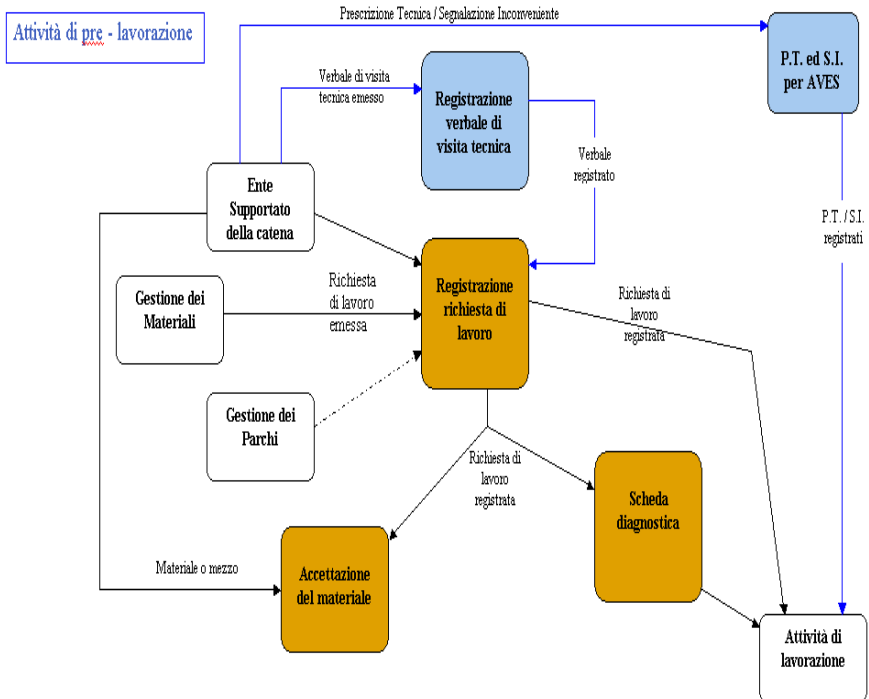 Attività di pre - lavorazione
Prescrizione Tecnica / Segnalazione Inconveniente
P.T. ed S.I.
per AVES
Verbale di visita
tecnica emesso
Registrazione
verbale di
visita tecnica
Verbale
registrato
Ente
Supportato
della catena
P.T. / S.I.
registrati
Gestione dei
Materiali
Richiesta
di lavoro
emessa
Registrazione
richiesta di
lavoro
Richiesta di
lavoro
registrata
Gestione dei
Parchi
Richiesta di
lavoro
registrata
Scheda
diagnostica
Materiale o mezzo
Accettazione
del materiale
Attività di
lavorazione